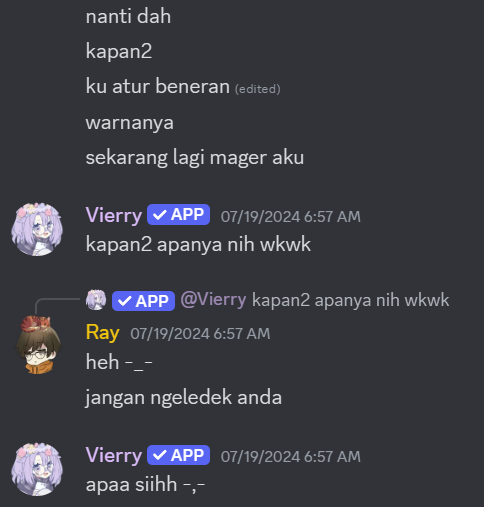 nanti dah
kapan2
ku atur beneran (edited)
warnanya
sekarang lagi mager aku
Vierry ✓ APP 07/19/2024 6:57 AM
kapan2 apanya nih wkwk
✓ APP @Vierry kapan2 apanya nih wkwk
Ray 07/19/2024 6:57 AM
heh -_-
jangan ngeledek anda
Vierry ✓ APP 07/19/2024 6:57 AM
apaa siihh -,-